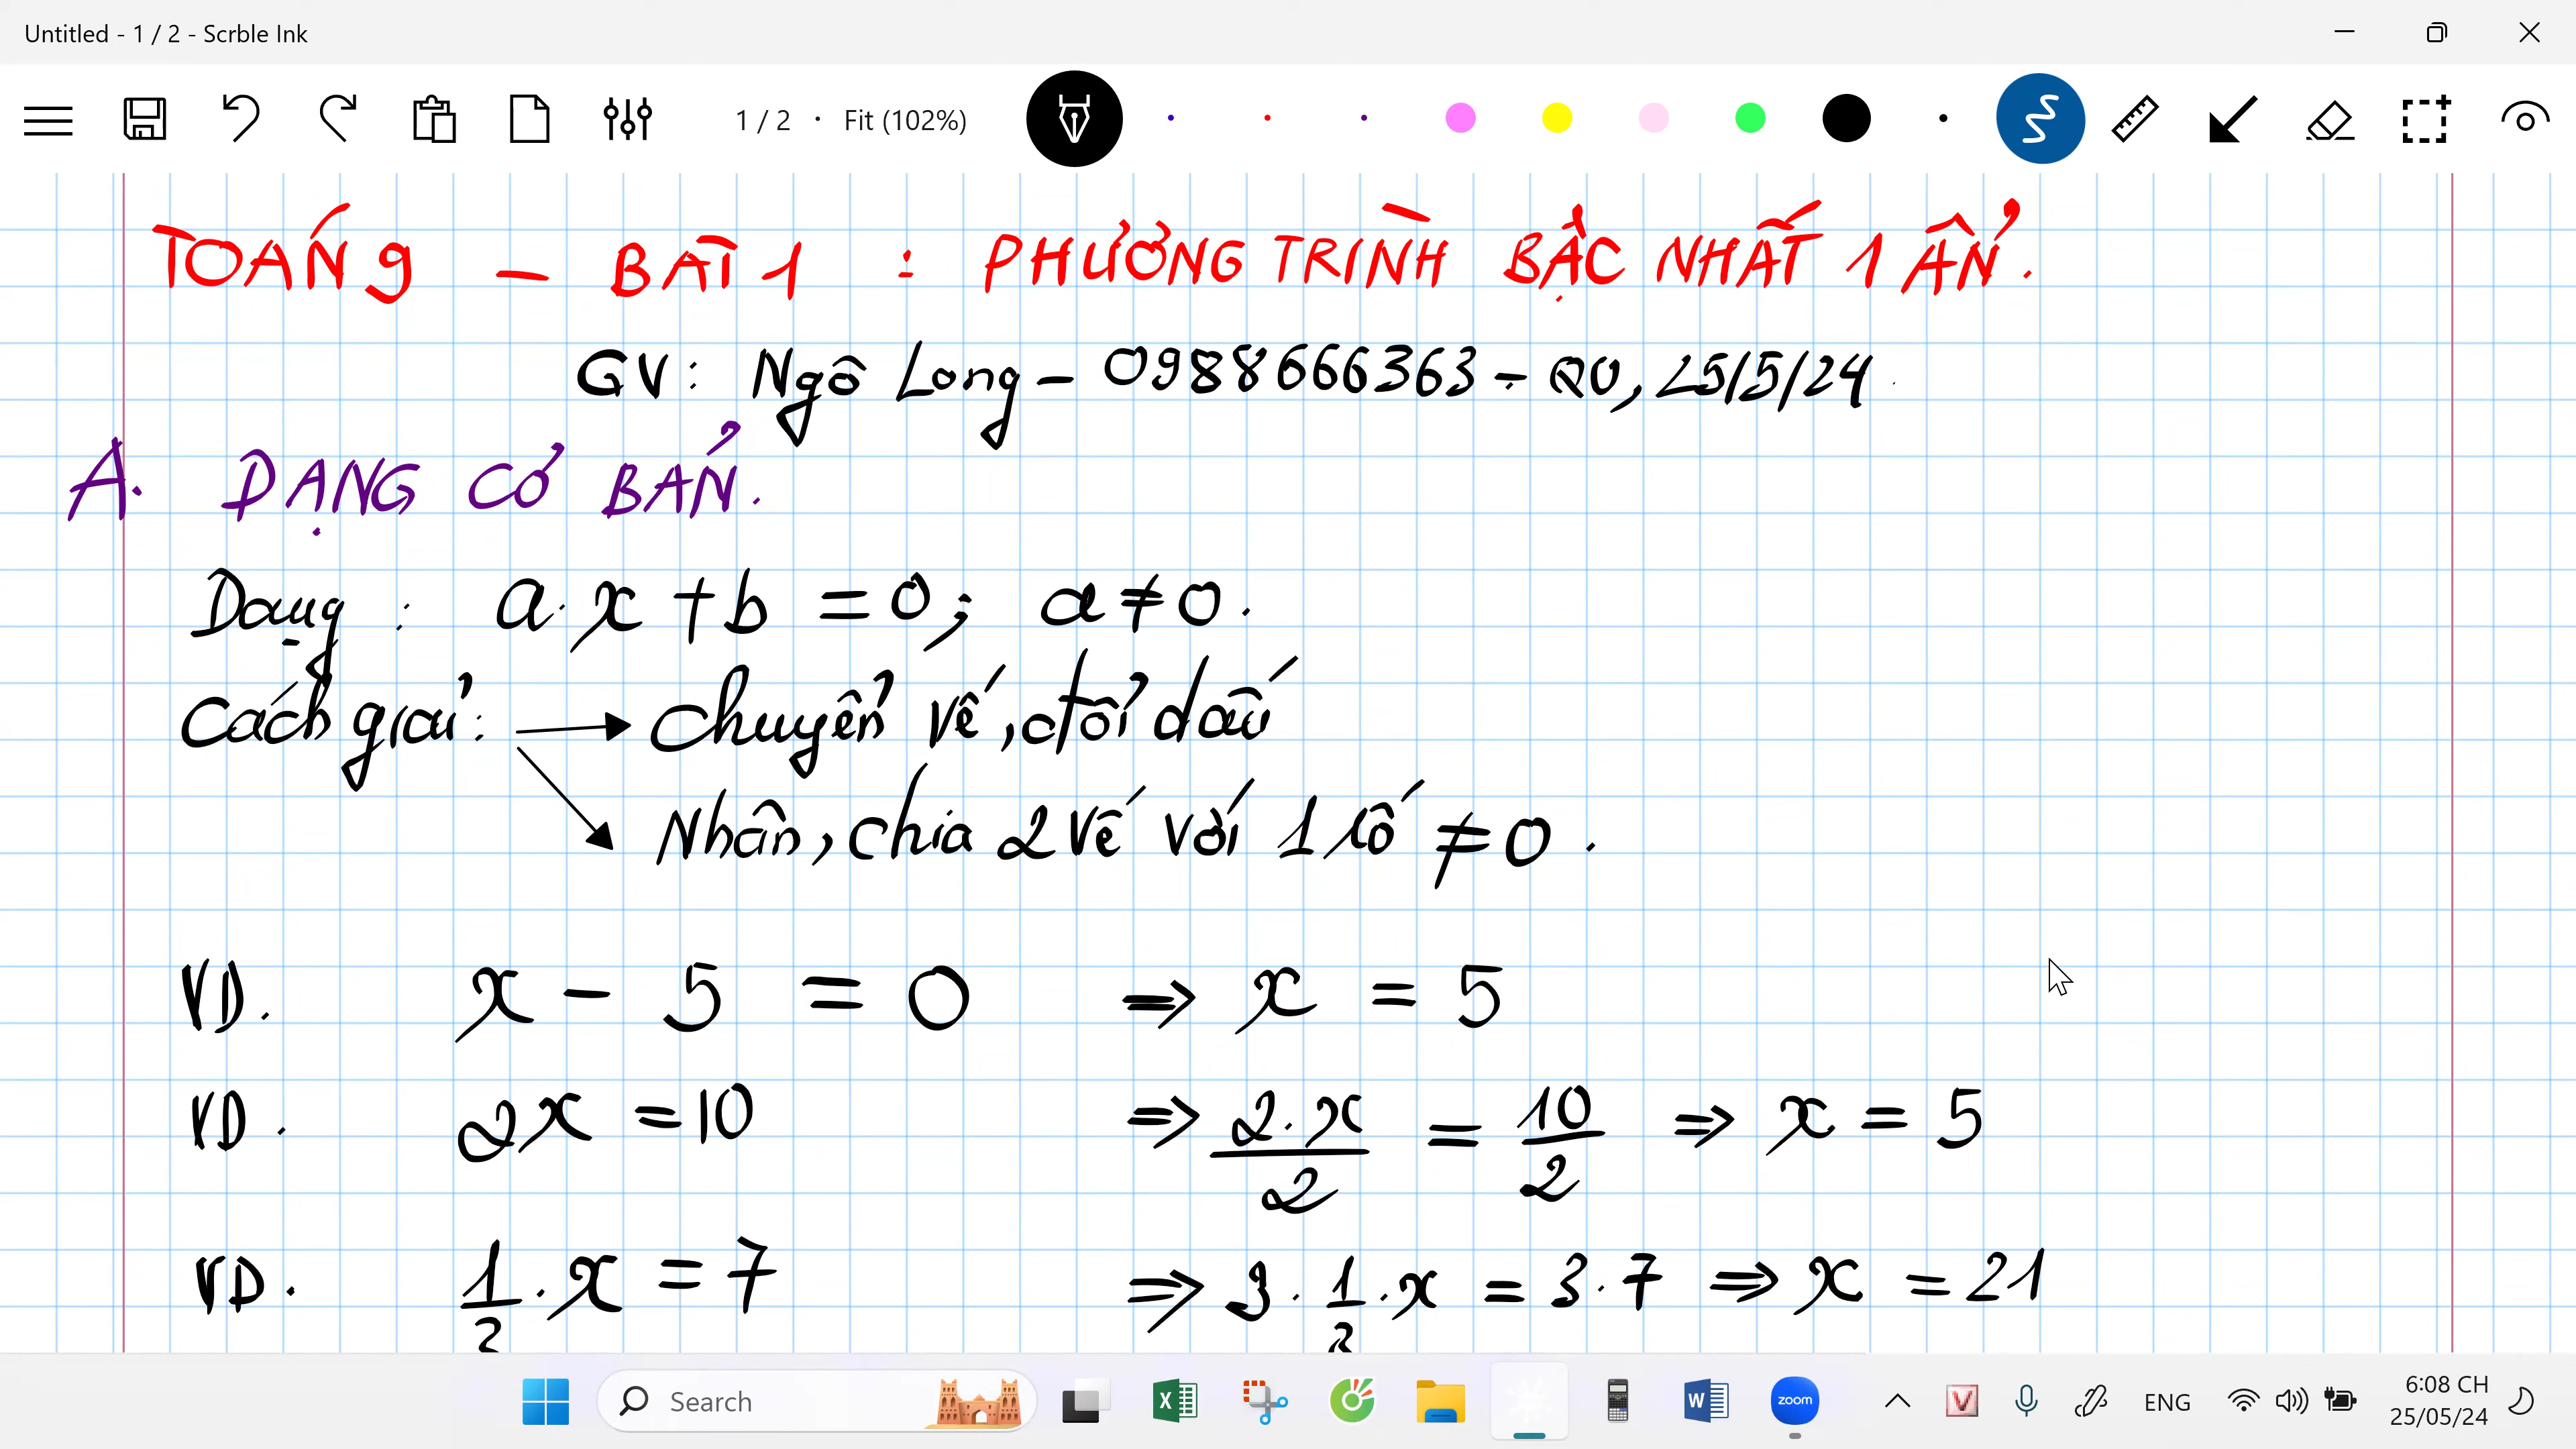 Untitled - 1 / 2 - Scrble Ink
1 / 2 · Fit (102%)
TOÁN 9 – BÀI 1 : PHƯƠNG TRÌNH BẬC NHẤT 1 ẨN.
GV: Ngô Long – 0988666363 – QO, 25/5/24
A. DẠNG CƠ BẢN.
Dạng : a.x + b = 0; a ≠ 0.
Cách giải: → Chuyển vế, đổi dấu
→ Nhân, chia 2 vế với 1 số ≠ 0.
VD. x – 5 = 0 ⇒ x = 5
VD. 2x = 10 ⇒ 2.x/2 = 10/2 ⇒ x = 5
VD. 1/3 . x = 7 ⇒ 3 . 1/3 . x = 3 . 7 ⇒ x = 21
Search
zoom
ENG
6:08 CH
25/05/24